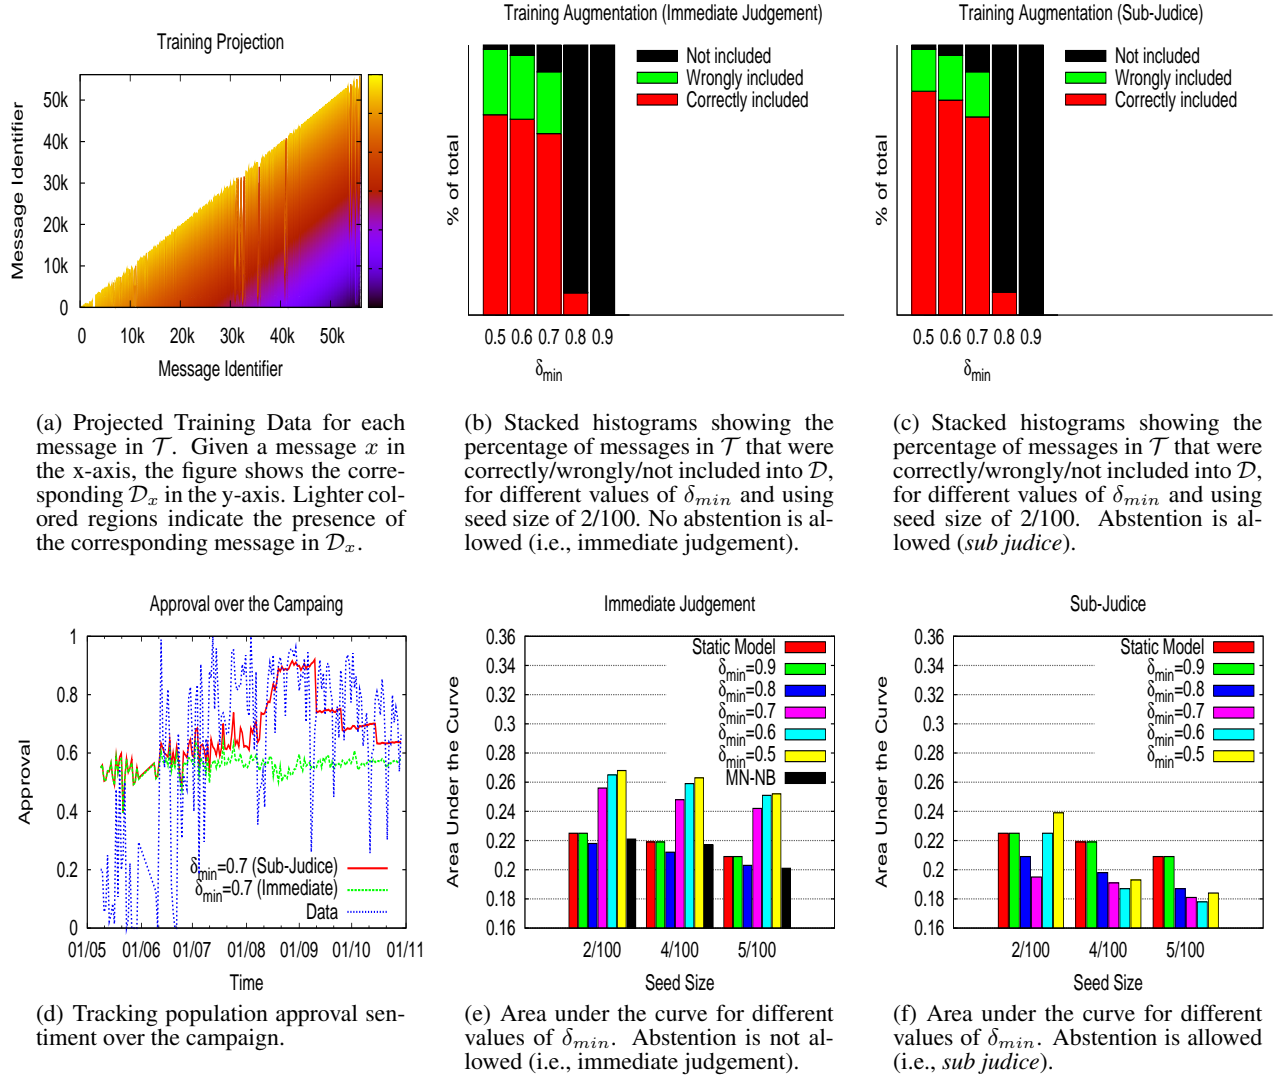 Training Projection
Message Identifier
50k
40k
30k
20k
10k
0
0 10k 20k 30k 40k 50k
Message Identifier
(a) Projected Training Data for each
message in 𝒯. Given a message x in
the x-axis, the figure shows the corre-
sponding 𝒟x in the y-axis. Lighter col-
ored regions indicate the presence of
the corresponding message in 𝒟x.
Training Augmentation (Immediate Judgement)
Not included
Wrongly included
Correctly included
% of total
0.5 0.6 0.7 0.8 0.9
δmin
(b) Stacked histograms showing the
percentage of messages in 𝒯 that were
correctly/wrongly/not included into 𝒟,
for different values of δmin and using
seed size of 2/100. No abstention is al-
lowed (i.e., immediate judgement).
Training Augmentation (Sub-Judice)
Not included
Wrongly included
Correctly included
% of total
0.5 0.6 0.7 0.8 0.9
δmin
(c) Stacked histograms showing the
percentage of messages in 𝒯 that were
correctly/wrongly/not included into 𝒟,
for different values of δmin and using
seed size of 2/100. Abstention is al-
lowed (sub judice).
Approval over the Campaing
Approval
1
0.8
0.6
0.4
0.2
0
δmin=0.7 (Sub-Judice)
δmin=0.7 (Immediate)
Data
01/05 01/06 01/07 01/08 01/09 01/10 01/11
Time
(d) Tracking population approval sen-
timent over the campaign.
Immediate Judgement
Area Under the Curve
0.36
0.34
0.32
0.3
0.28
0.26
0.24
0.22
0.2
0.18
0.16
Static Model
δmin=0.9
δmin=0.8
δmin=0.7
δmin=0.6
δmin=0.5
MN-NB
2/100 4/100 5/100
Seed Size
(e) Area under the curve for different
values of δmin. Abstention is not al-
lowed (i.e., immediate judgement).
Sub-Judice
Area Under the Curve
0.36
0.34
0.32
0.3
0.28
0.26
0.24
0.22
0.2
0.18
0.16
Static Model
δmin=0.9
δmin=0.8
δmin=0.7
δmin=0.6
δmin=0.5
2/100 4/100 5/100
Seed Size
(f) Area under the curve for different
values of δmin. Abstention is allowed
(i.e., sub judice).